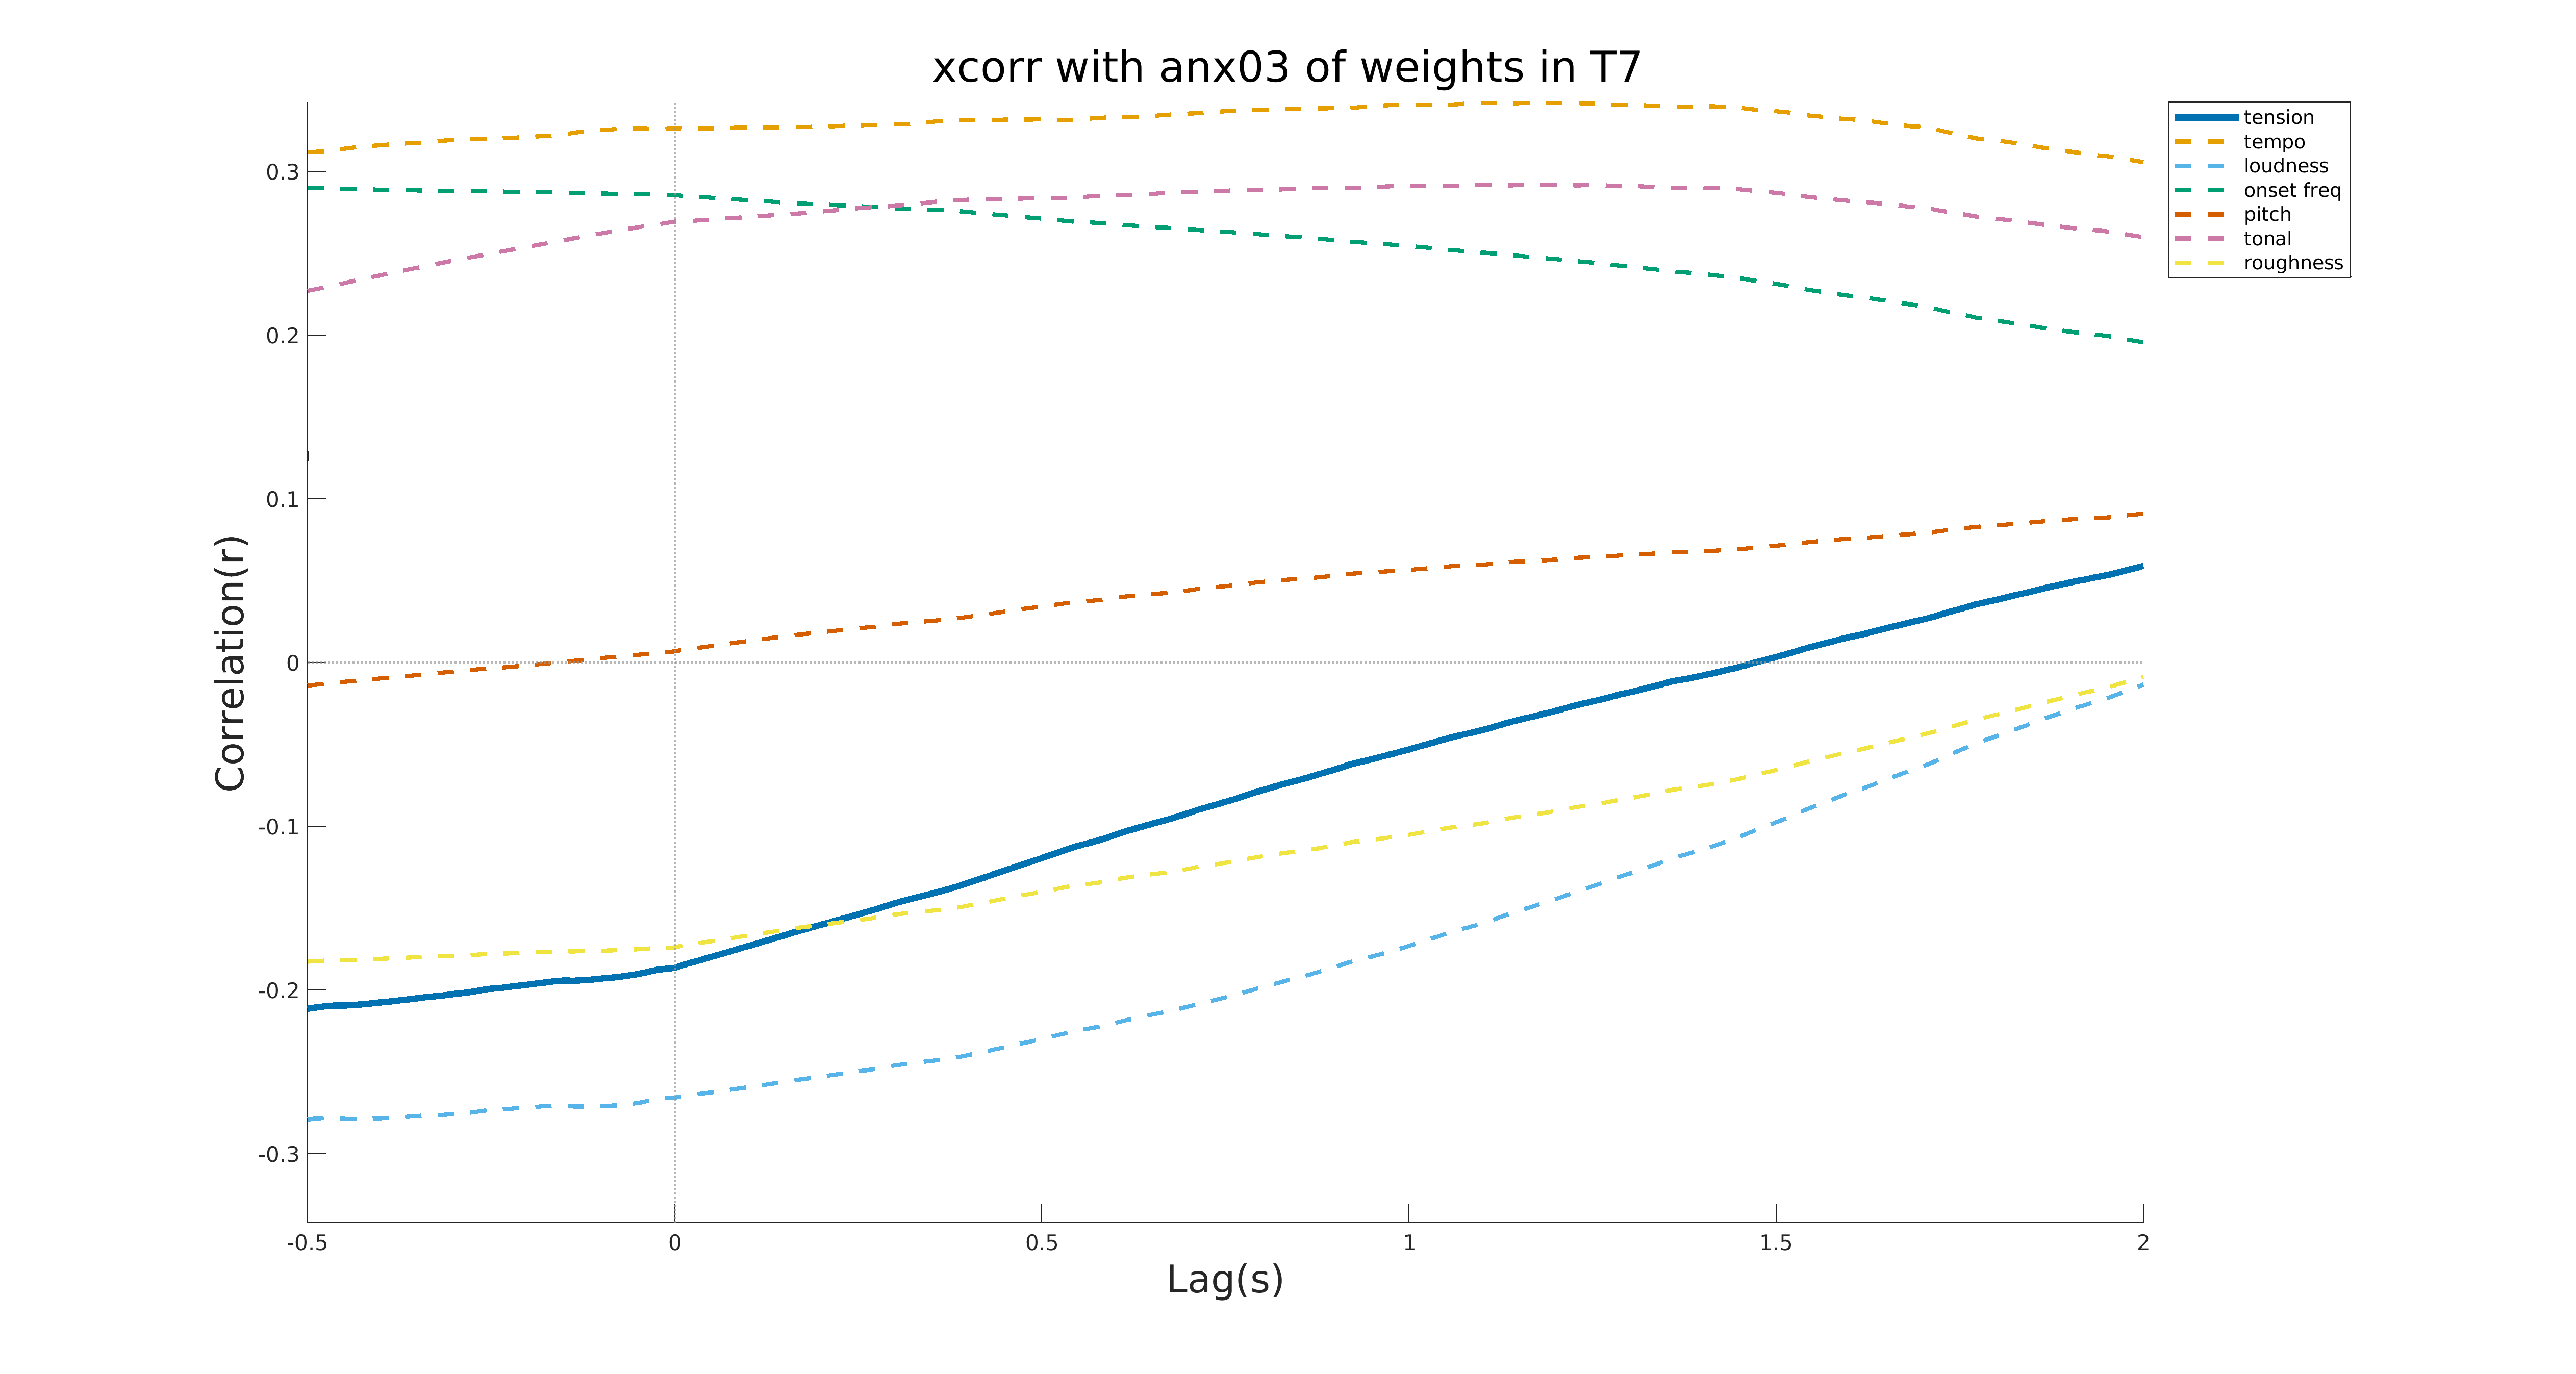 xcorr with anx03 of weights in T7
tension
tempo
loudness
onset freq
pitch
tonal
roughness
0.3
0.2
0.1
0
-0.1
-0.2
-0.3
Correlation(r)
-0.5
0
0.5
1
1.5
2
Lag(s)